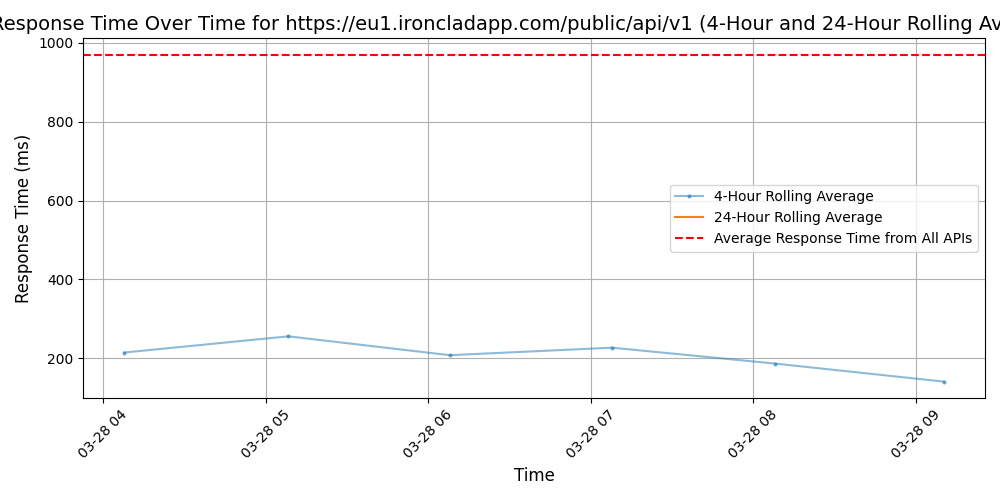 Response Time Over Time for https://eu1.ironcladapp.com/public/api/v1 (4-Hour and 24-Hour Rolling Av
Response Time (ms)
1000
800
600
400
200
4-Hour Rolling Average
24-Hour Rolling Average
Average Response Time from All APIs
03-28 04
03-28 05
03-28 06
03-28 07
03-28 08
03-28 09
Time